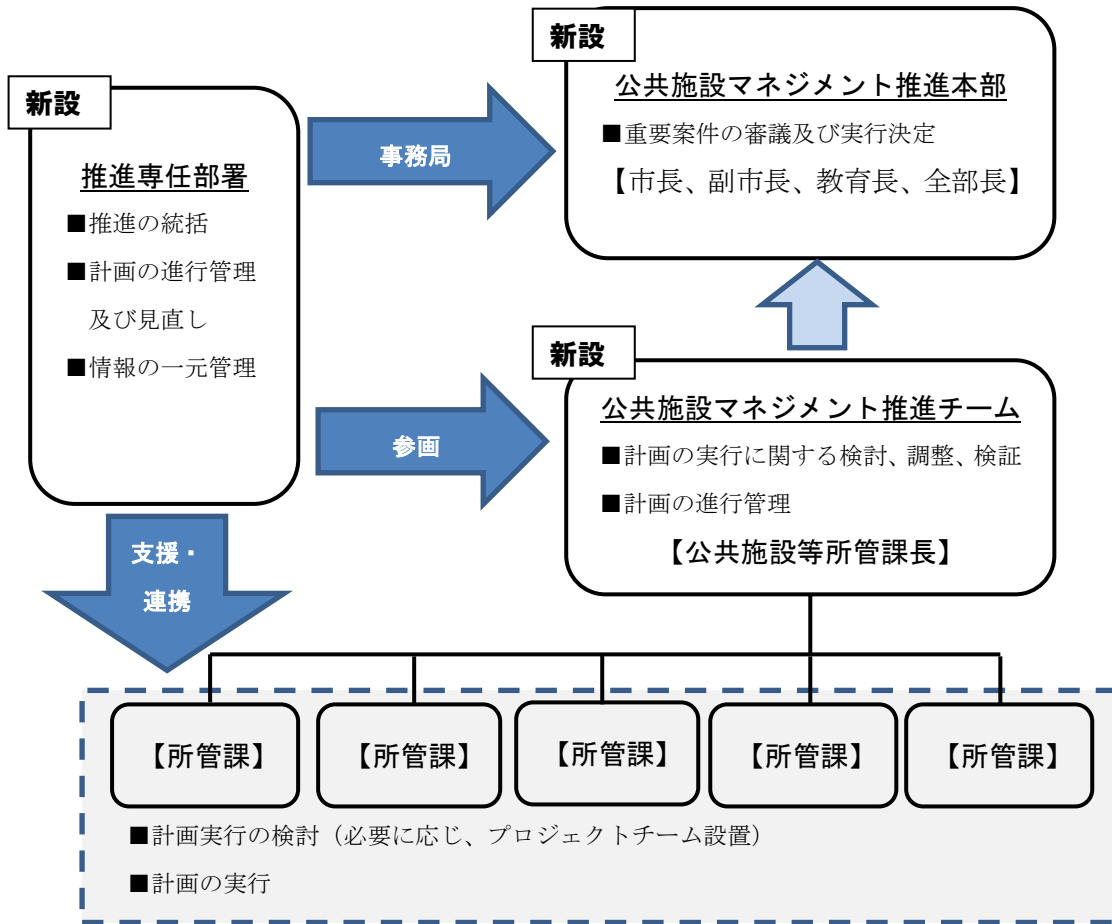 新設
推進専任部署
■推進の統括
■計画の進行管理
及び見直し
■情報の一元管理
事務局
新設
公共施設マネジメント推進本部
■重要案件の審議及び実行決定
【市長、副市長、教育長、全部長】
参画
新設
公共施設マネジメント推進チーム
■計画の実行に関する検討、調整、検証
■計画の進行管理
【公共施設等所管課長】
支援・
連携
【所管課】
【所管課】
【所管課】
【所管課】
【所管課】
■計画実行の検討（必要に応じ、プロジェクトチーム設置）
■計画の実行